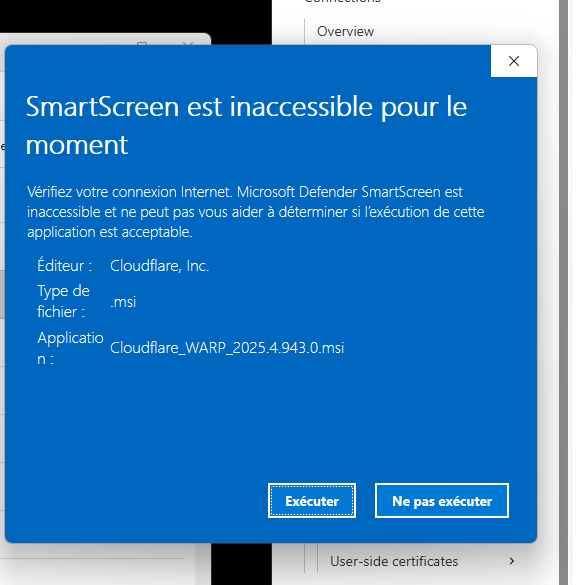 Connections
Overview
SmartScreen est inaccessible pour le
moment
Vérifiez votre connexion Internet. Microsoft Defender SmartScreen est
inaccessible et ne peut pas vous aider à déterminer si l'exécution de cette
application est acceptable.
Éditeur : Cloudflare, Inc.
Type de
fichier : .msi
Applicatio
n : Cloudflare_WARP_2025.4.943.0.msi
Exécuter Ne pas exécuter
User-side certificates